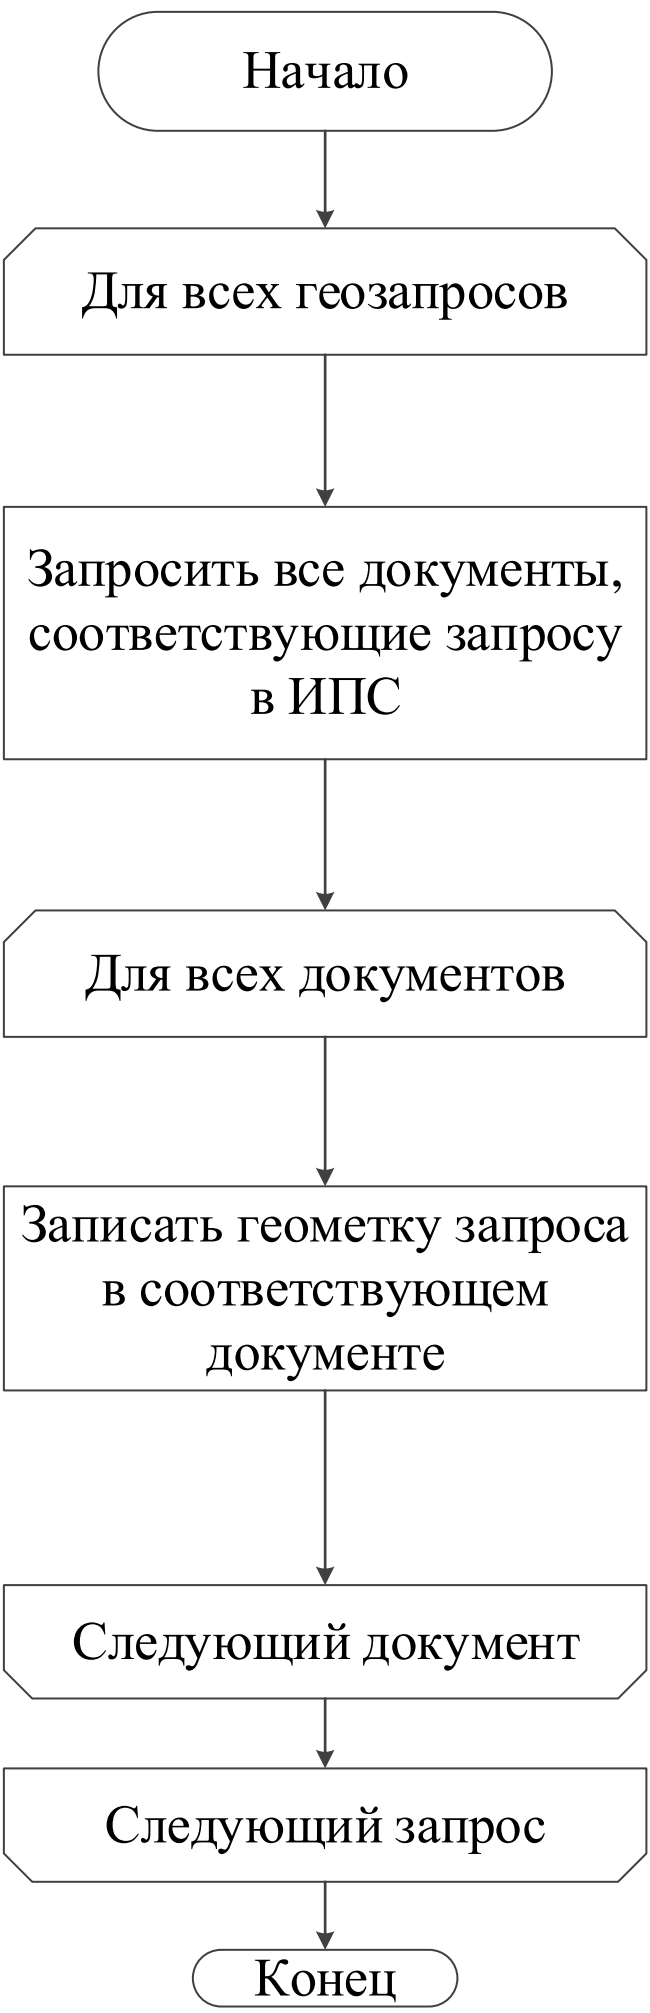 Начало
Для всех геозапросов
Запросить все документы,
соответствующие запросу
в ИПС
Для всех документов
Записать геометку запроса
в соответствующем
документе
Следующий документ
Следующий запрос
Конец